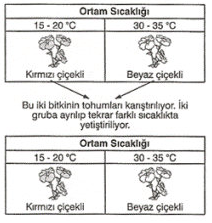 Ortam Sıcaklığı
15 - 20 °C 30 - 35 °C
Kırmızı çiçekli Beyaz çiçekli
Bu iki bitkinin tohumları karıştırılıyor. İki
gruba ayrılıp tekrar farklı sıcaklıkta
yetiştiriliyor.
Ortam Sıcaklığı
15 - 20 °C 30 - 35 °C
Kırmızı çiçekli Beyaz çiçekli